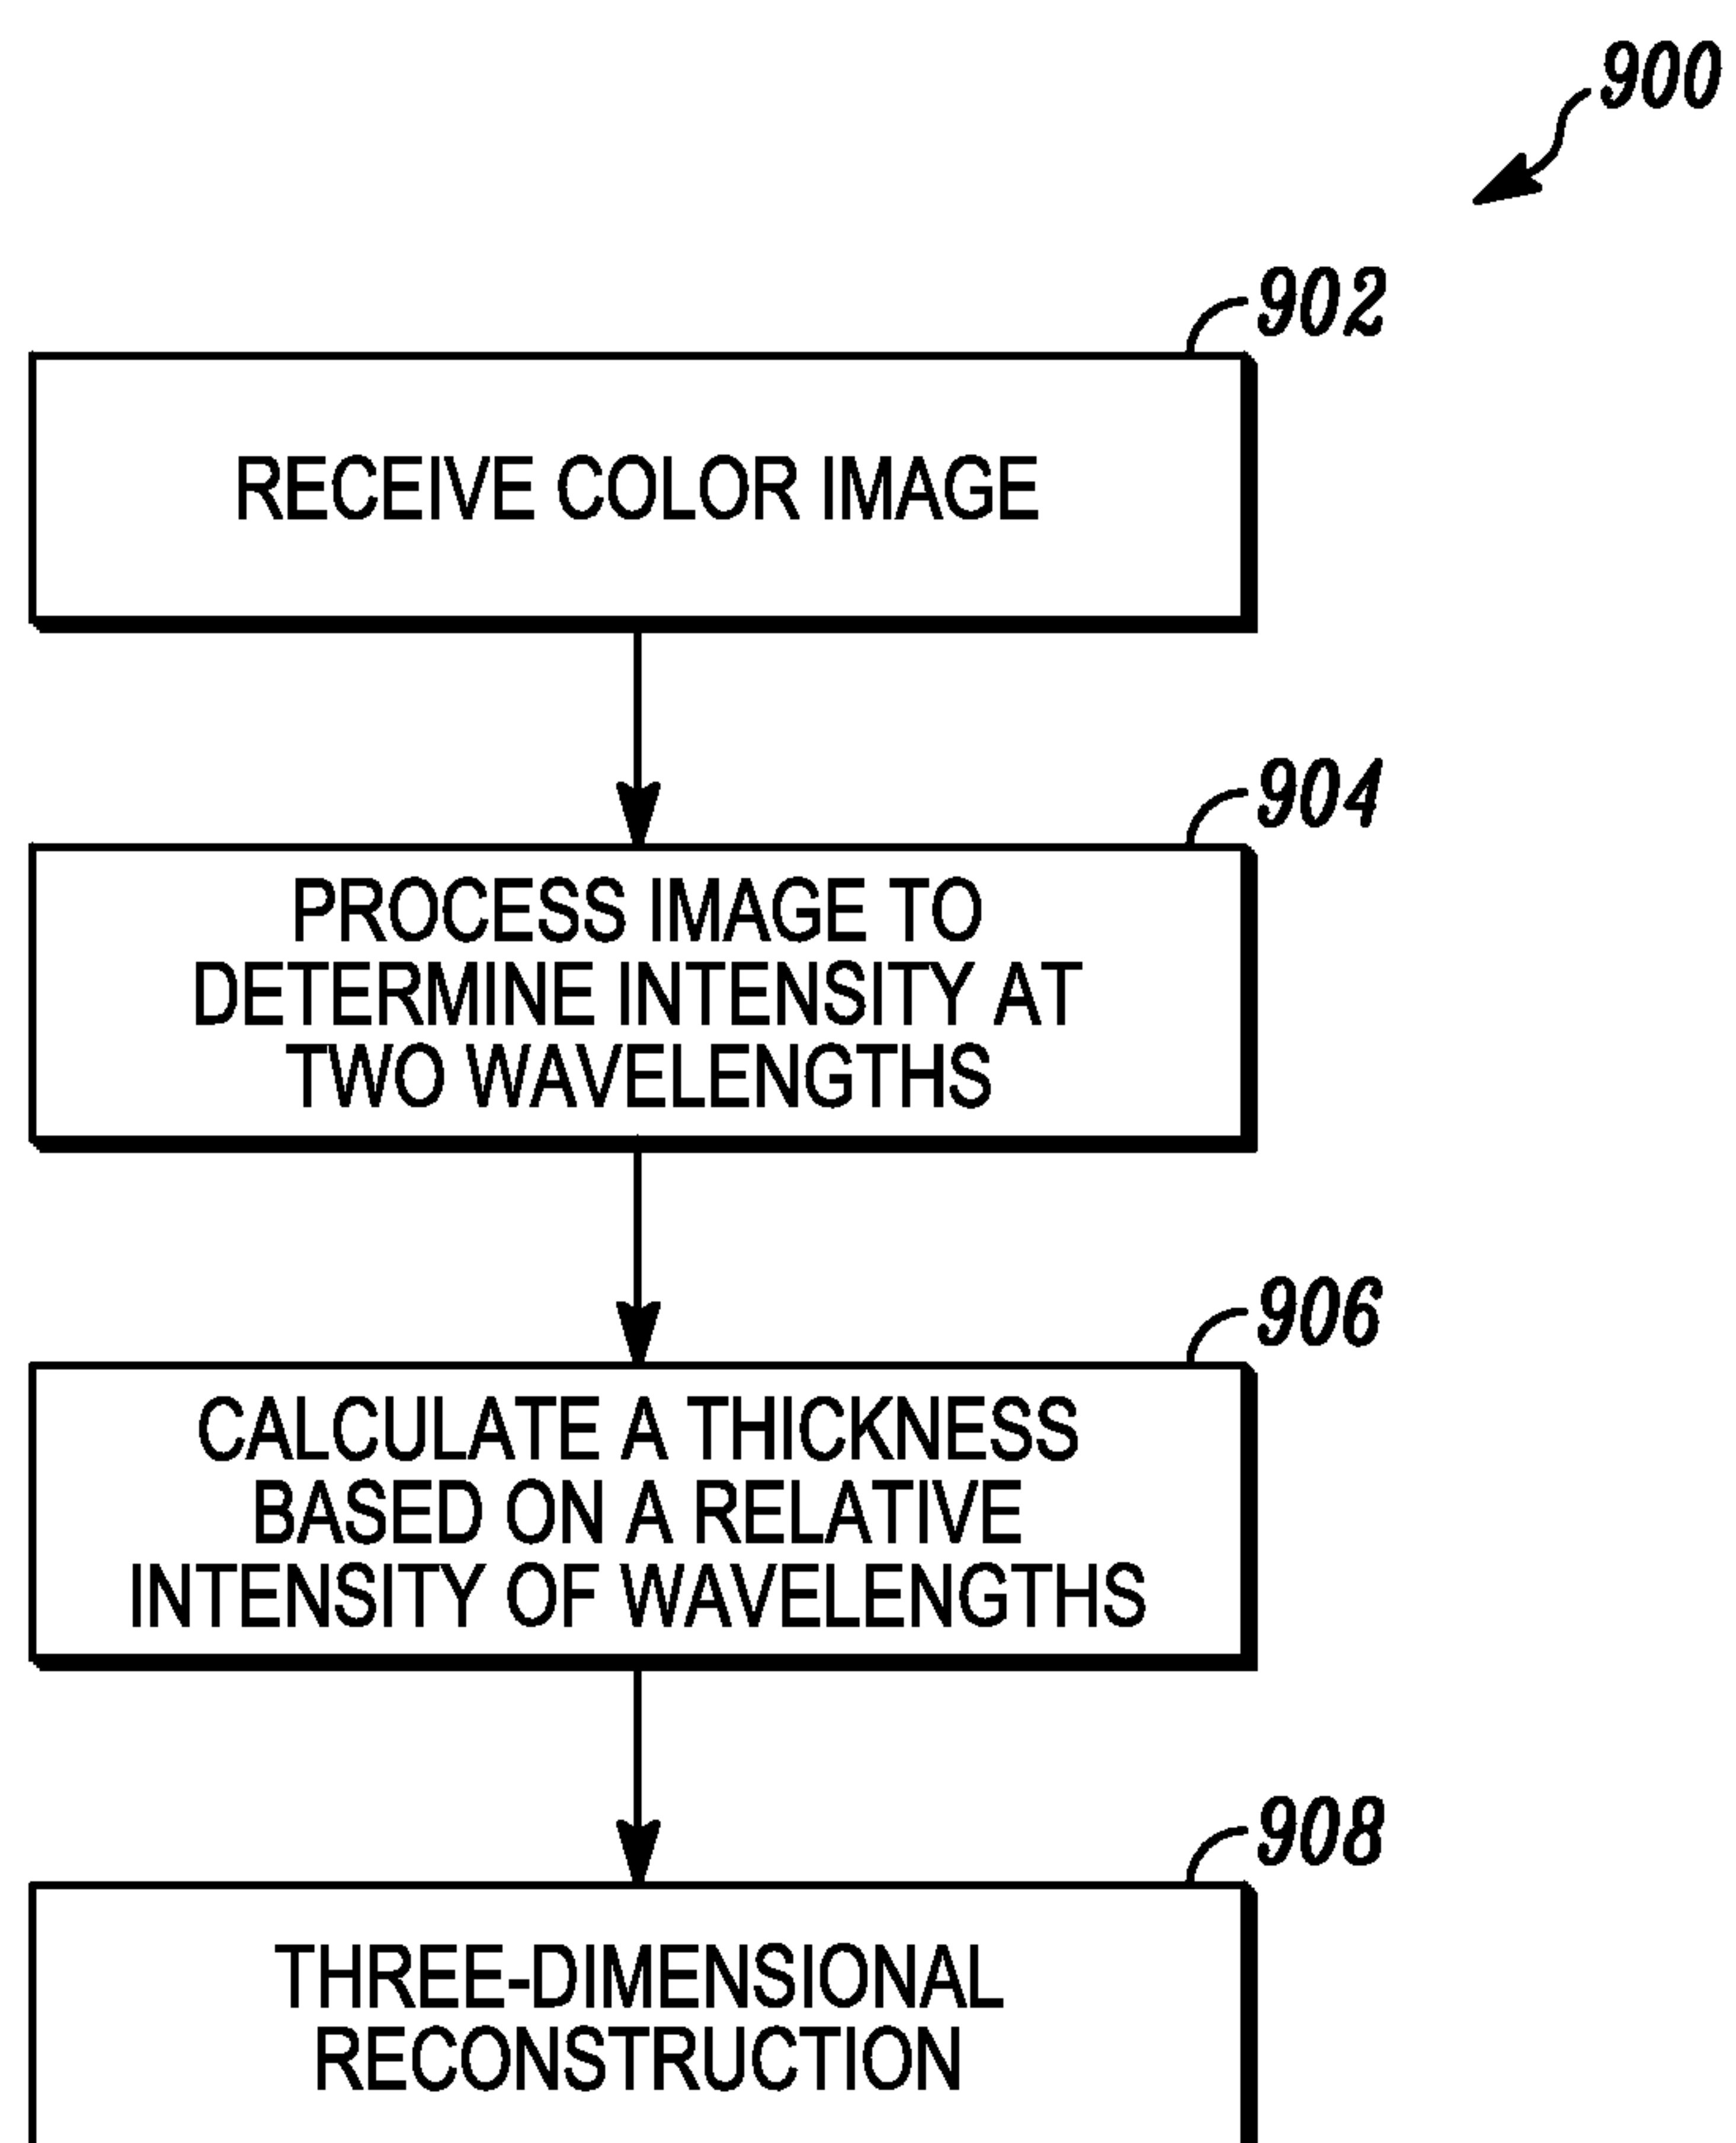 900
902
RECEIVE COLOR IMAGE
904
PROCESS IMAGE TO
DETERMINE INTENSITY AT
TWO WAVELENGTHS
906
CALCULATE A THICKNESS
BASED ON A RELATIVE
INTENSITY OF WAVELENGTHS
908
THREE-DIMENSIONAL
RECONSTRUCTION